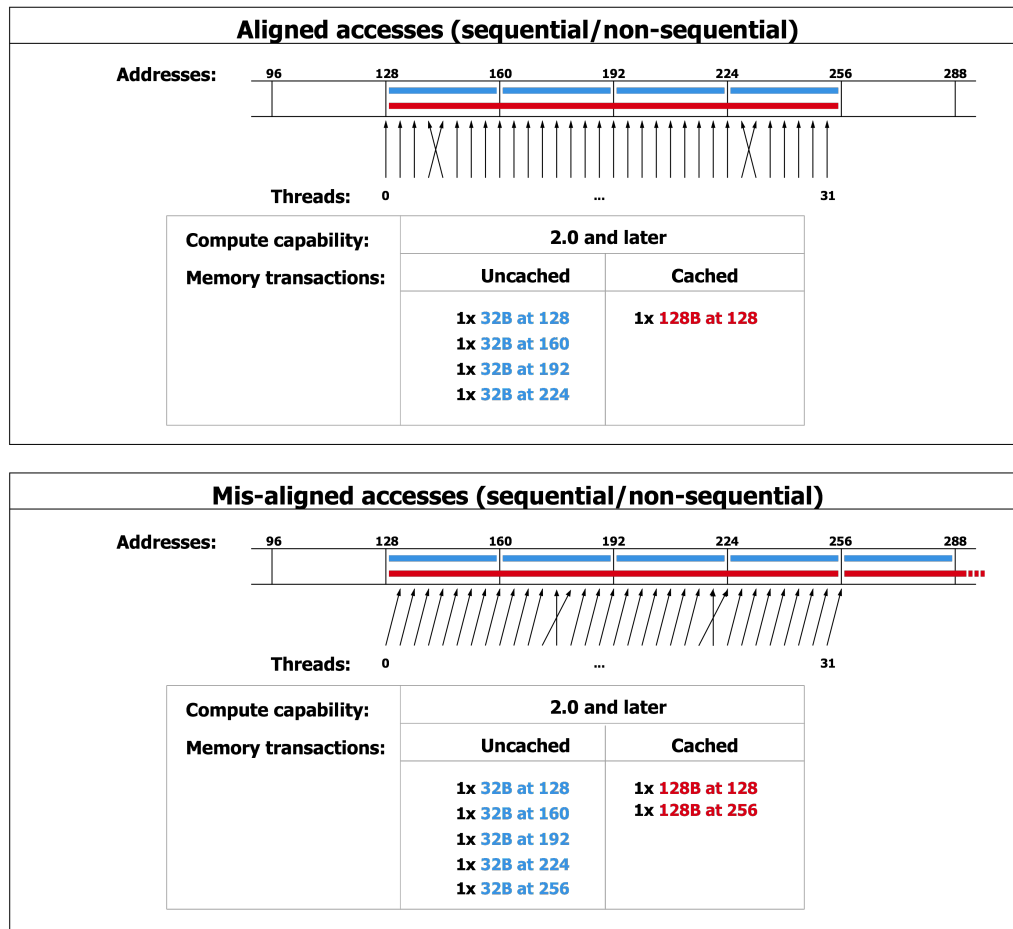 Aligned accesses (sequential/non-sequential)
Addresses: 96 128 160 192 224 256 288
Threads: 0 ... 31
Compute capability: 2.0 and later
Memory transactions: Uncached Cached
1x 32B at 128 1x 128B at 128
1x 32B at 160
1x 32B at 192
1x 32B at 224
Mis-aligned accesses (sequential/non-sequential)
Addresses: 96 128 160 192 224 256 288
Threads: 0 ... 31
Compute capability: 2.0 and later
Memory transactions: Uncached Cached
1x 32B at 128 1x 128B at 128
1x 32B at 160 1x 128B at 256
1x 32B at 192
1x 32B at 224
1x 32B at 256